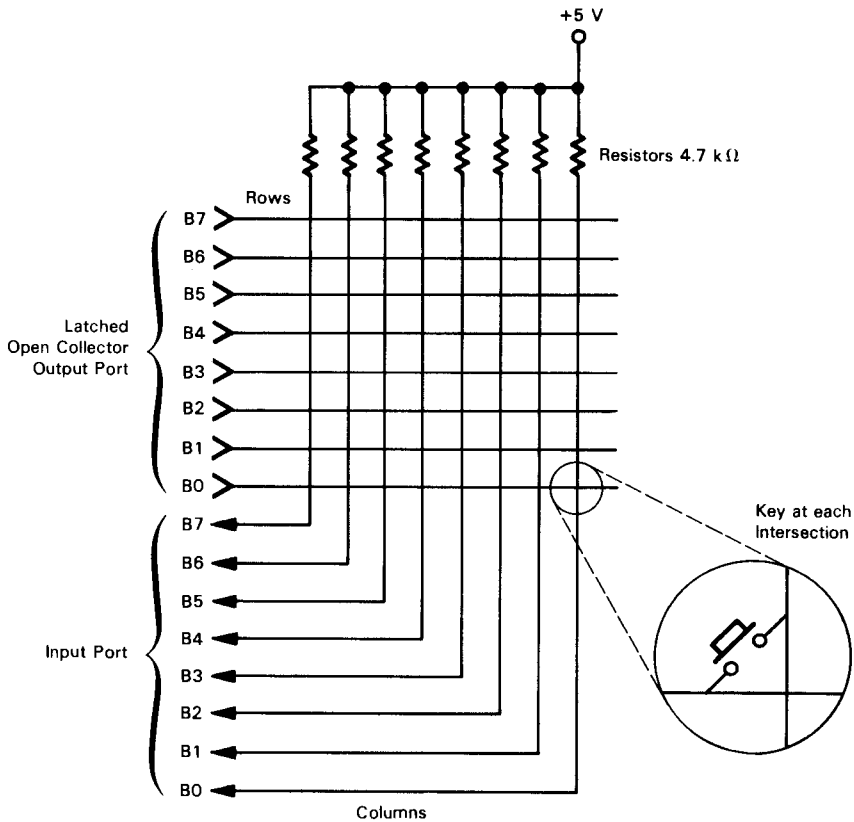 +5 V
Resistors 4.7 kΩ
Rows
B7
B6
B5
B4
B3
B2
B1
B0
Latched
Open Collector
Output Port
B7
B6
B5
B4
B3
B2
B1
B0
Input Port
Key at each
Intersection
Columns